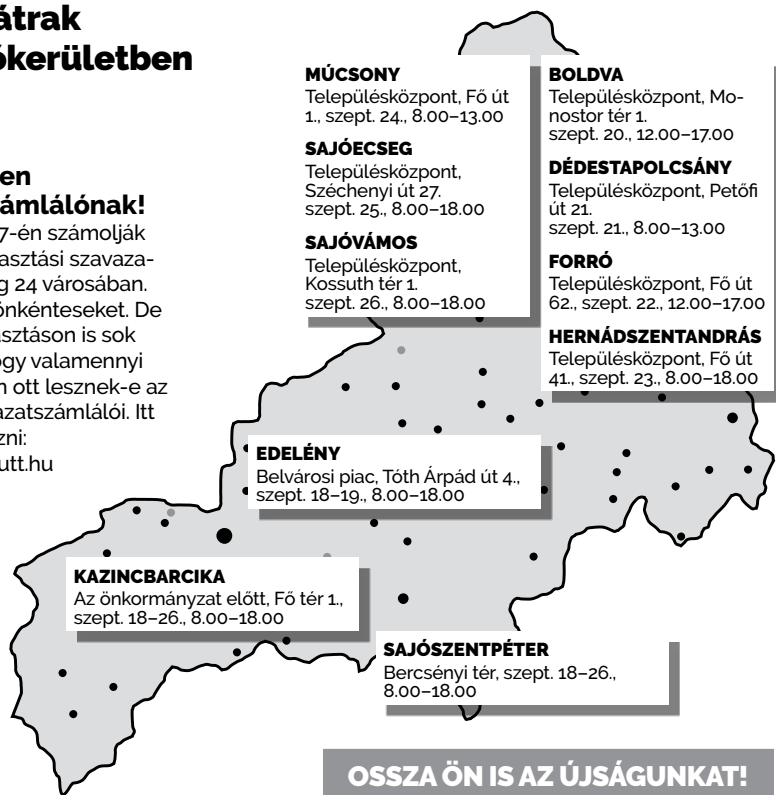 átrak
ókerületben
en
ámlálónak!
7-én számolják
asztási szavaza-
g 24 városában.
önkénteseket. De
asztáson is sok
ogy valamennyi
n ott lesznek-e az
azatszámlálói. Itt
zni:
utt.hu
MÚCSONY
Településközpont, Fő út
1., szept. 24., 8.00–13.00
SAJÓECSEG
Településközpont,
Széchenyi út 27.
szept. 25., 8.00–18.00
SAJÓVÁMOS
Településközpont,
Kossuth tér 1.
szept. 26., 8.00–18.00
BOLDVA
Településközpont, Mo-
nostor tér 1.
szept. 20., 12.00–17.00
DÉDESTAPOLCSÁNY
Településközpont, Petőfi
út 21.
szept. 21., 8.00–13.00
FORRÓ
Településközpont, Fő út
62., szept. 22., 12.00–17.00
HERNÁDSZENTANDRÁS
Településközpont, Fő út
41., szept. 23., 8.00–18.00
EDELÉNY
Belvárosi piac, Tóth Árpád út 4.,
szept. 18–19., 8.00–18.00
KAZINCBARCIKA
Az önkormányzat előtt, Fő tér 1.,
szept. 18–26., 8.00–18.00
SAJÓSZENTPÉTER
Bercsényi tér, szept. 18–26.,
8.00–18.00
OSSZA ÖN IS AZ ÚJSÁGUNKAT!